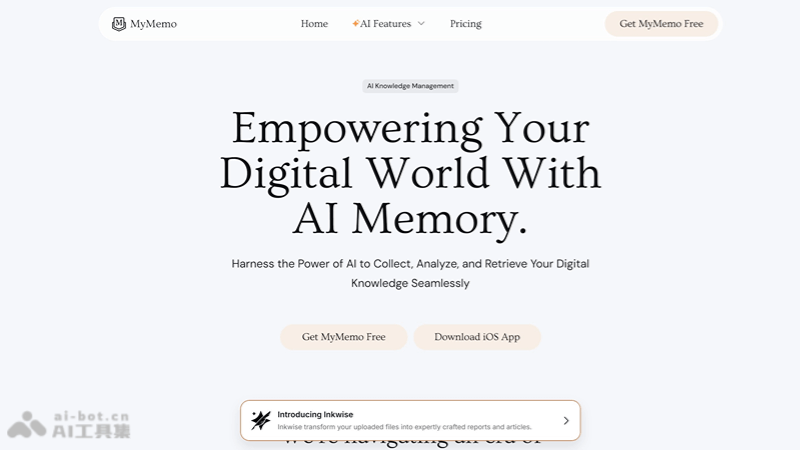 MyMemo
Home
AI Features
Pricing
Get MyMemo Free
AI Knowledge Management
Empowering Your
Digital World With
AI Memory.
Harness the Power of AI to Collect, Analyze, and Retrieve Your Digital
Knowledge Seamlessly
Get MyMemo Free
Download iOS App
Introducing Inkwise
Inkwise transform your uploaded files into expertly crafted reports and articles.
We're navigating an era of
ai-bot.cn
AI工具集